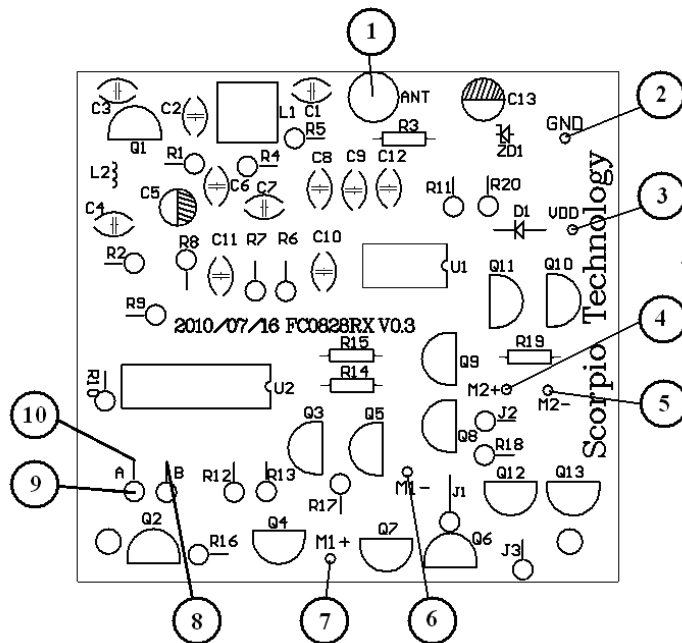 1
2
3
4
5
6
7
8
9
10
C3
C2
Q1
L1
C1
R5
ANT
R3
C13
ZD1
GND
R1
R4
L2
C5
C6
C7
C8
C9
C12
R11
R20
D1
VDD
C4
R2
R8
C11
R7
R6
C10
U1
Q11
Q10
R9
2010/07/16 FC0828RX V0.3
Scorpio Technology
R15
R14
Q9
R19
M2+
M2-
R10
U2
Q3
Q5
Q8
J2
R18
A
B
R12
R13
R17
M1-
J1
Q12
Q13
Q2
R16
Q4
M1+
Q7
Q6
J3